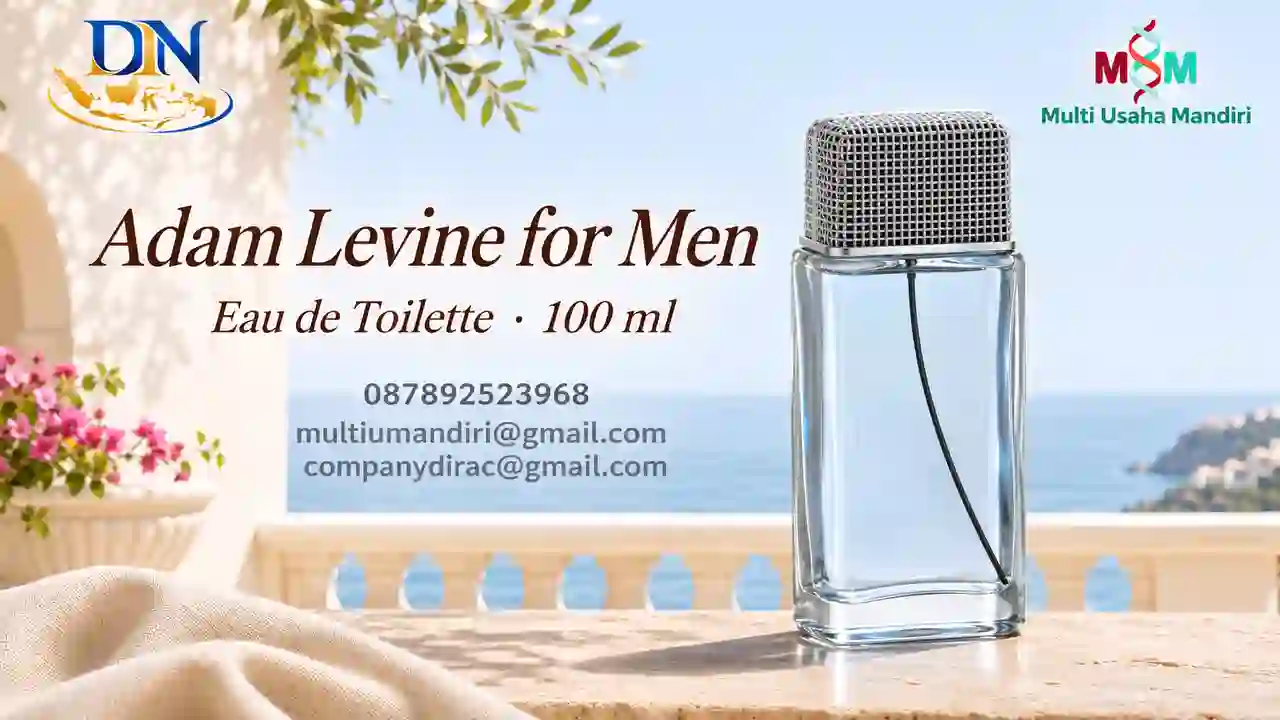 DIN
MSM
Multi Usaha Mandiri
Adam Levine for Men
Eau de Toilette · 100 ml
087892523968
multiumandiri@gmail.com
companydirac@gmail.com